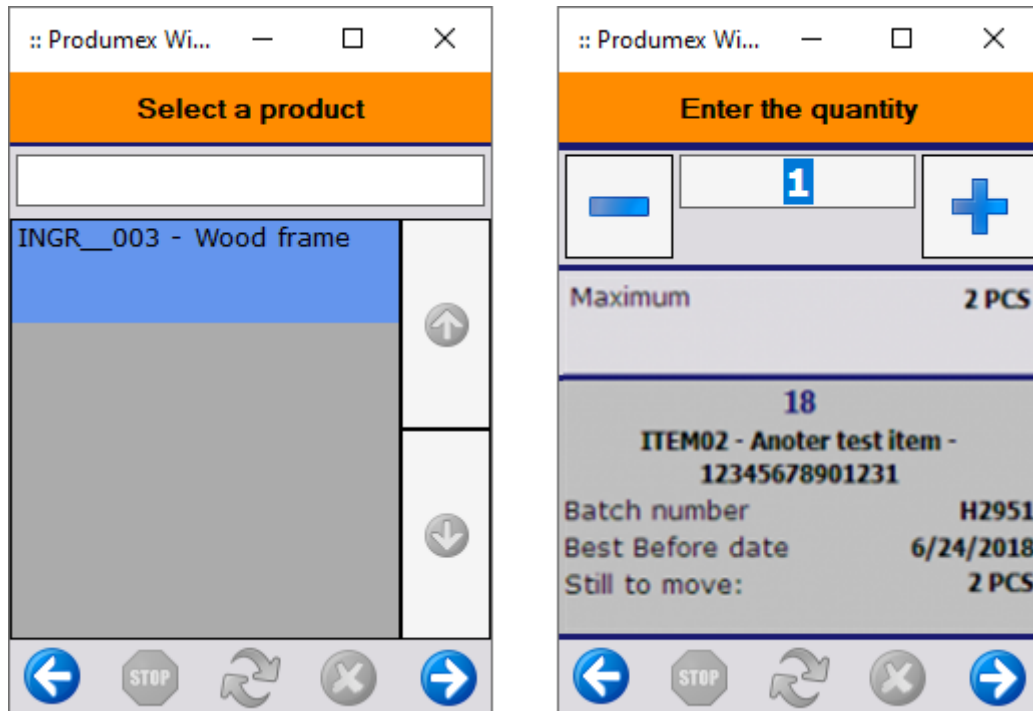 :: Produmex Wi...
Select a product
INGR__003 - Wood frame
STOP
:: Produmex Wi...
Enter the quantity
1
Maximum 2 PCS
18
ITEM02 - Anoter test item -
12345678901231
Batch number H2951
Best Before date 6/24/2018
Still to move: 2 PCS
STOP